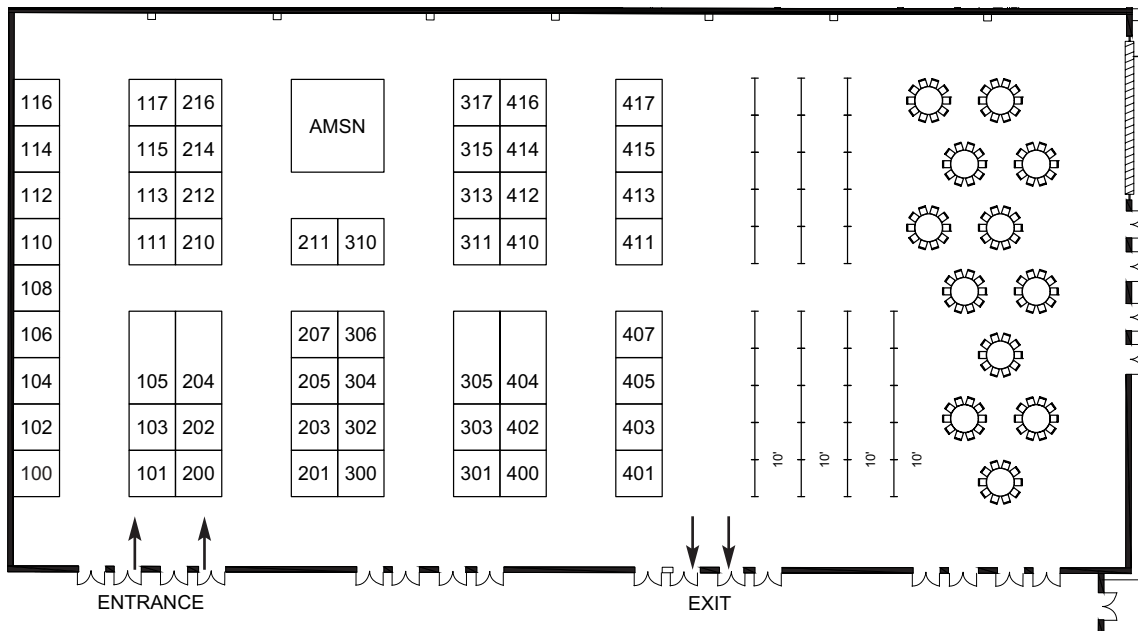 116 117 216 317 416 417
AMSN
114 115 214 315 414 415
112 113 212 313 412 413
110 111 210 211 310 311 410 411
108
106 207 306 407
104 105 204 205 304 305 404 405
102 103 202 203 302 303 402 403
100 101 200 201 300 301 400 401
10' 10' 10' 10'
ENTRANCE EXIT